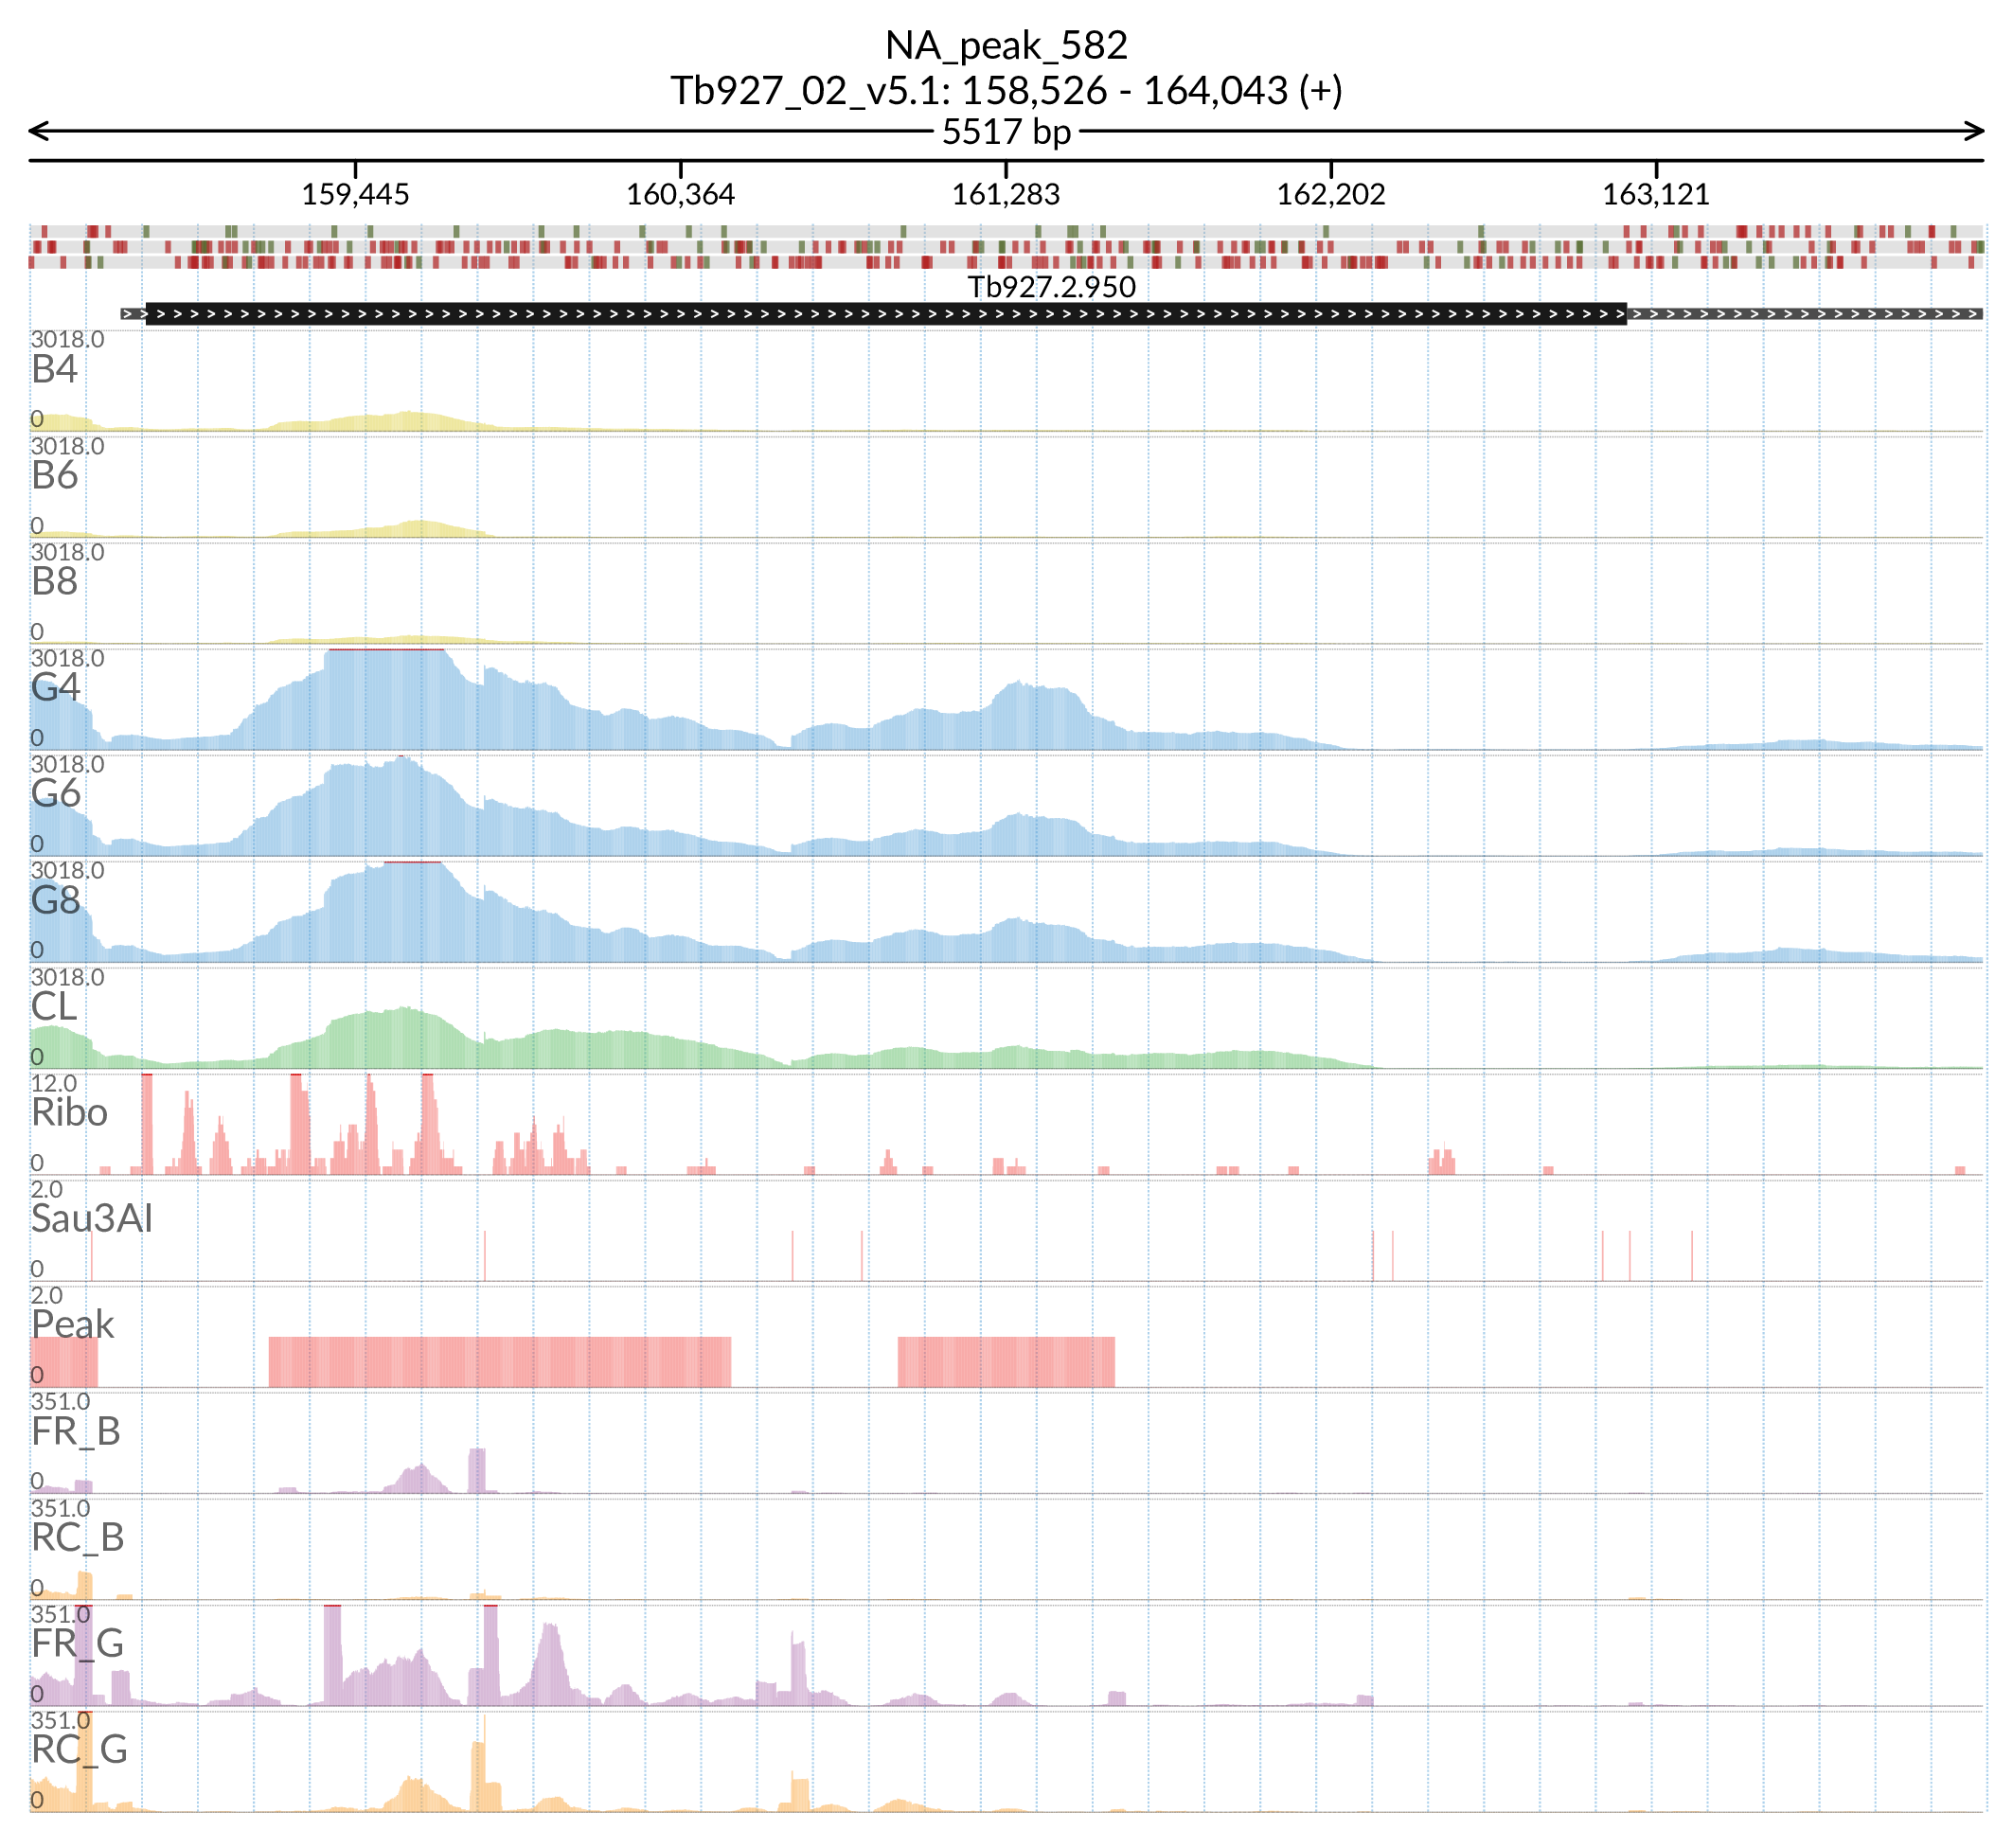 NA_peak_582
Tb927_02_v5.1: 158,526 - 164,043 (+)
5517 bp
159,445 160,364 161,283 162,202 163,121
Tb927.2.950
3018.0
B4
0
3018.0
B6
0
3018.0
B8
0
3018.0
G4
0
3018.0
G6
0
3018.0
G8
0
3018.0
CL
0
12.0
Ribo
0
2.0
Sau3AI
0
2.0
Peak
0
351.0
FR_B
0
351.0
RC_B
0
351.0
FR_G
0
351.0
RC_G
0